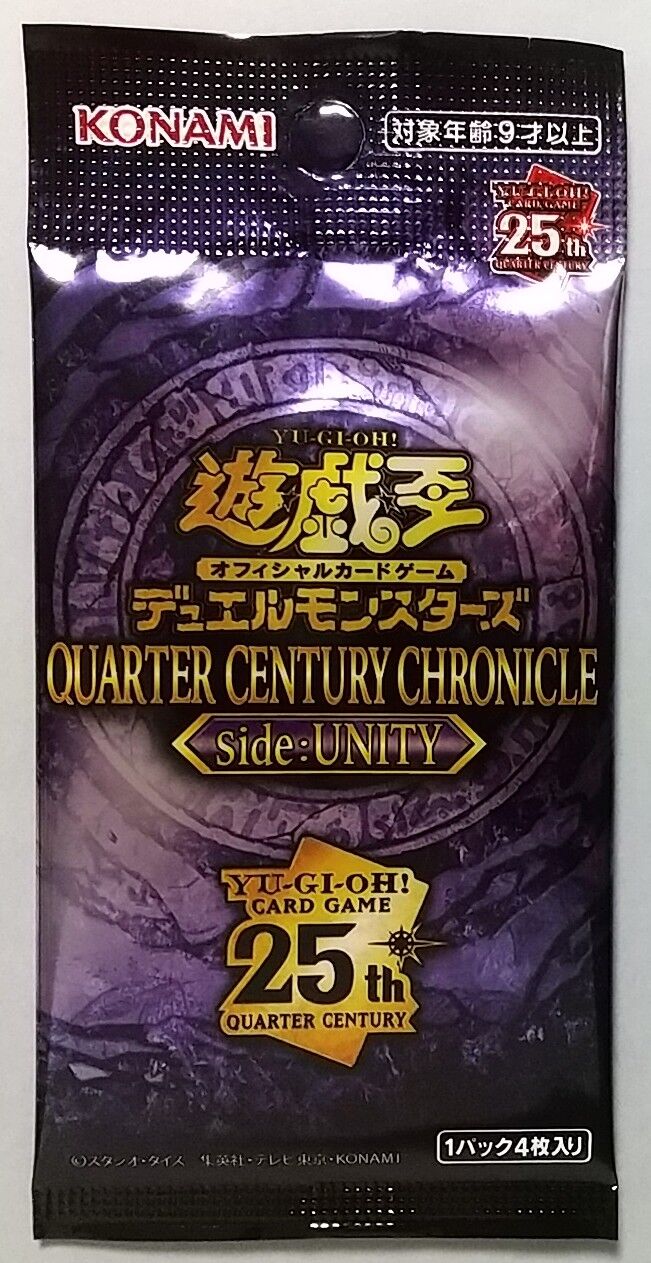 KONAMI
対象年齢9才以上
YU-GI-OH!
CARD GAME
25th
QUARTER CENTURY
YU-GI-OH!
遊戯王
オフィシャルカードゲーム
デュエルモンスターズ
QUARTER CENTURY CHRONICLE
side:UNITY
YU-GI-OH!
CARD GAME
25th
QUARTER CENTURY
©スタジオ・ダイス 集英社・テレビ東京・KONAMI
1パック4枚入り